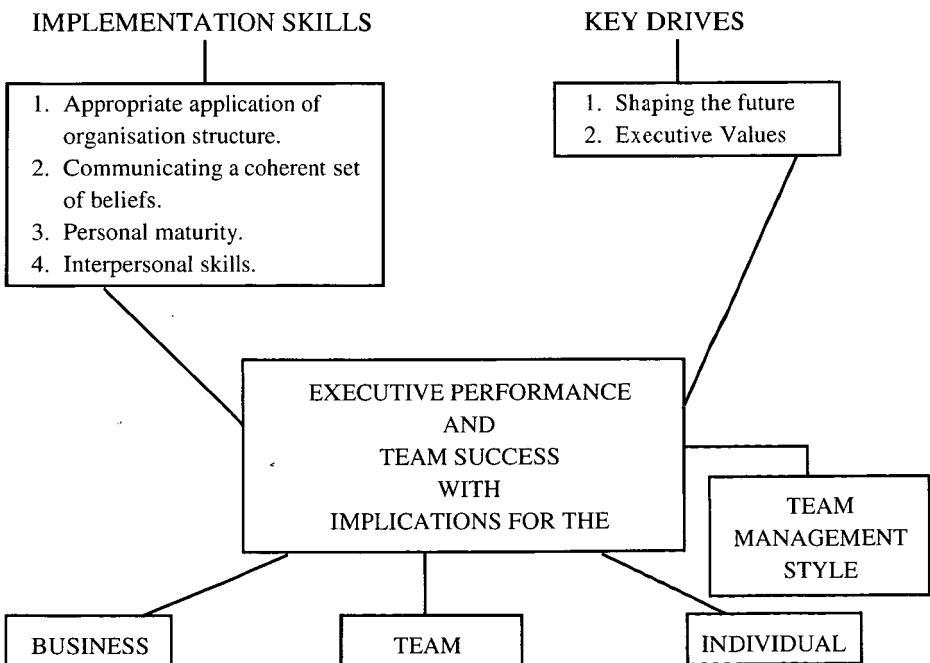 IMPLEMENTATION SKILLS
KEY DRIVES
1. Appropriate application of
organisation structure.
2. Communicating a coherent set
of beliefs.
3. Personal maturity.
4. Interpersonal skills.
1. Shaping the future
2. Executive Values
EXECUTIVE PERFORMANCE
AND
TEAM SUCCESS
WITH
IMPLICATIONS FOR THE
TEAM
MANAGEMENT
STYLE
BUSINESS
TEAM
INDIVIDUAL